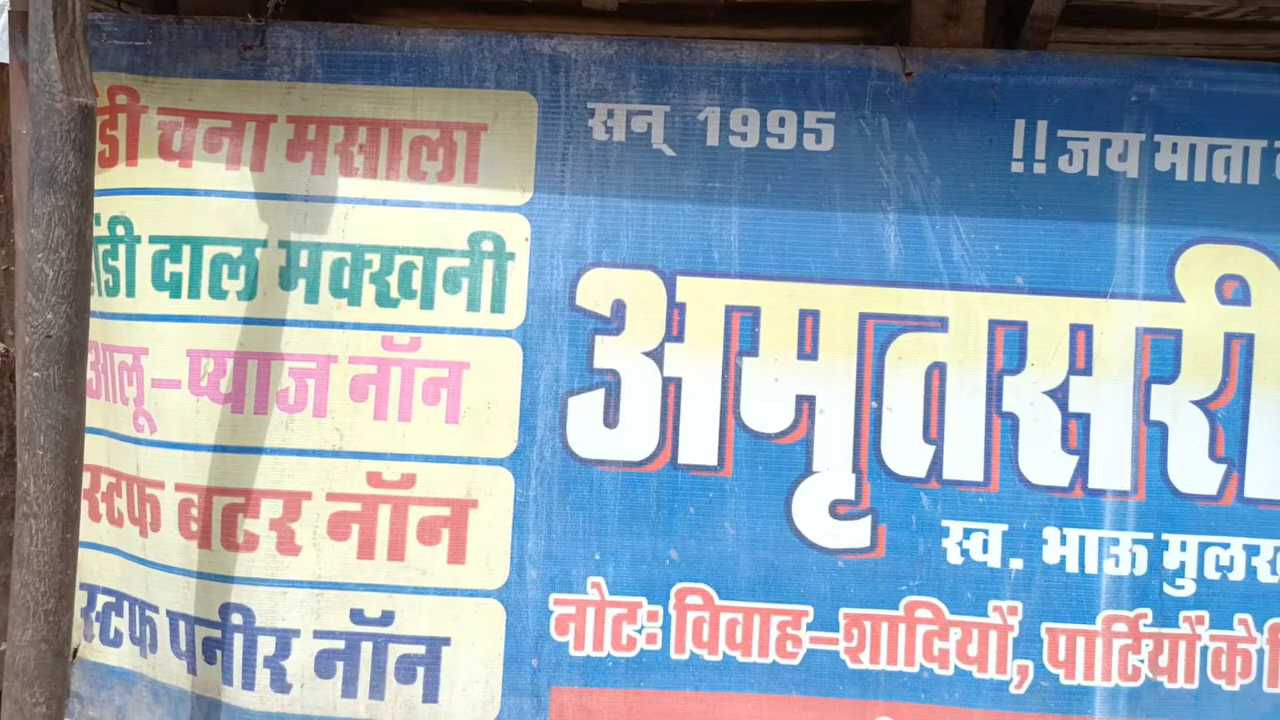 चना मसाला
दाल मक्खनी
आलू-प्याज नॉन
स्टफ बटर नॉन
स्टफ पनीर नॉन
सन् 1995
!! जय माता
अमृतसरी
स्व. भाऊ
नोटः विवाह-शादियों, पार्टियों के